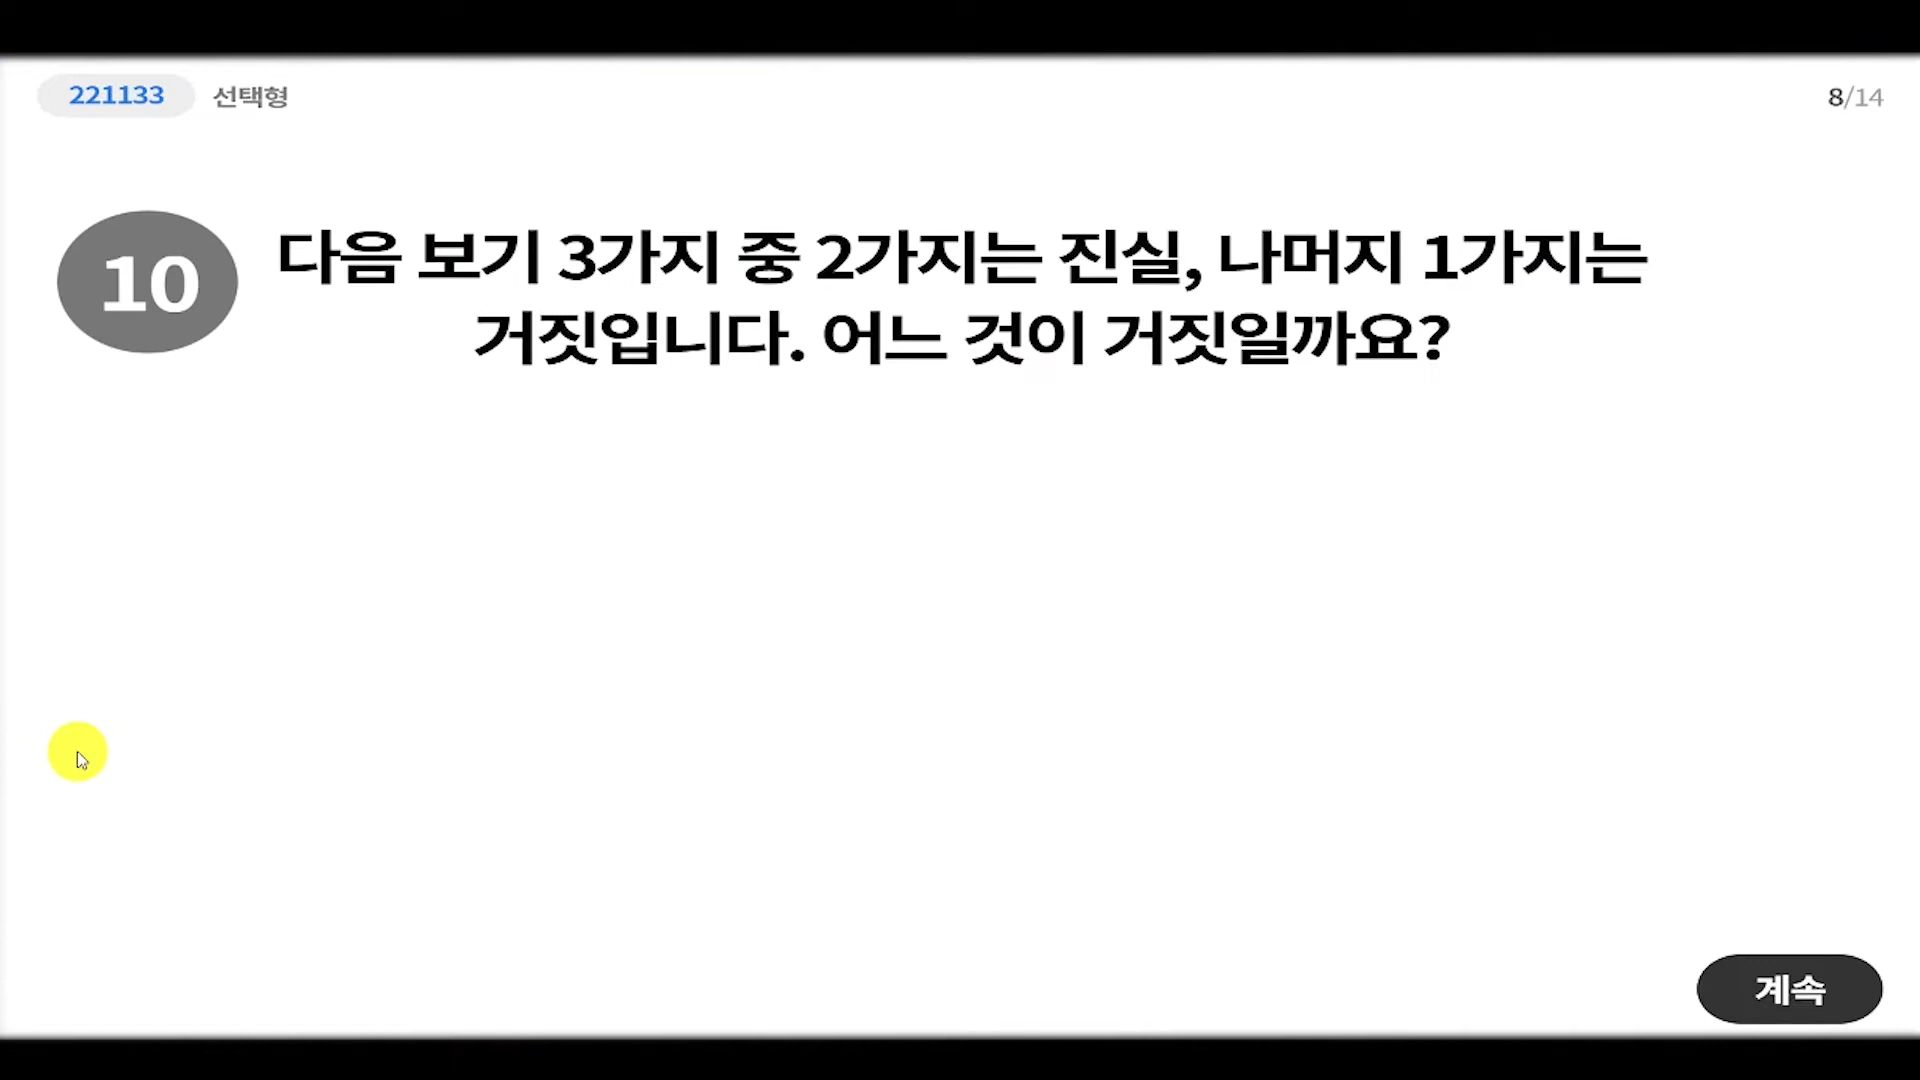 221133 선택형 8/14
10 다음 보기 3가지 중 2가지는 진실, 나머지 1가지는
거짓입니다. 어느 것이 거짓일까요?
계속